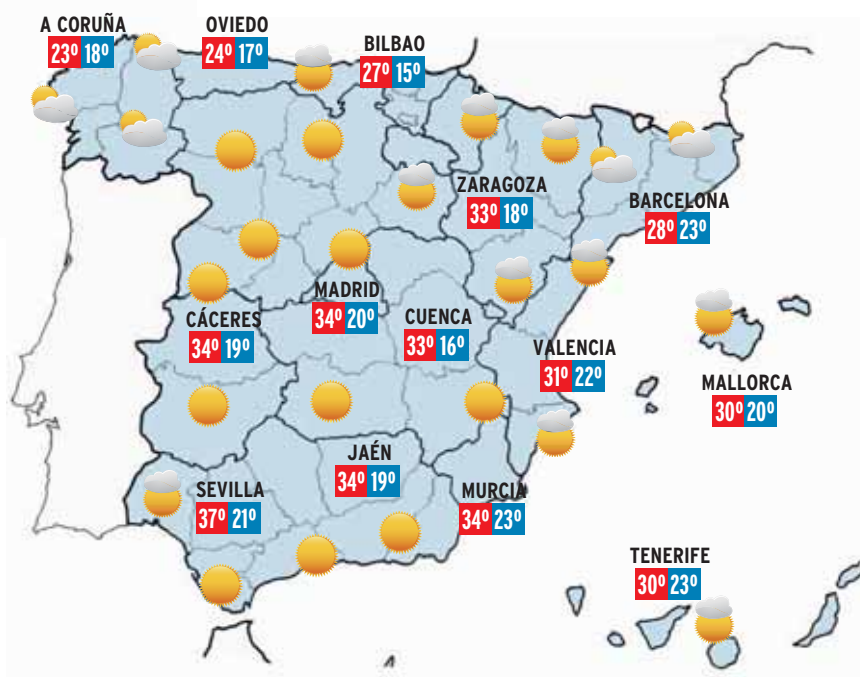 A CORUÑA
23º 18º
OVIEDO
24º 17º
BILBAO
27º 15º
ZARAGOZA
33º 18º
BARCELONA
28º 23º
MADRID
34º 20º
CÁCERES
34º 19º
CUENCA
33º 16º
VALENCIA
31º 22º
MALLORCA
30º 20º
JAÉN
34º 19º
SEVILLA
37º 21º
MURCIA
34º 23º
TENERIFE
30º 23º